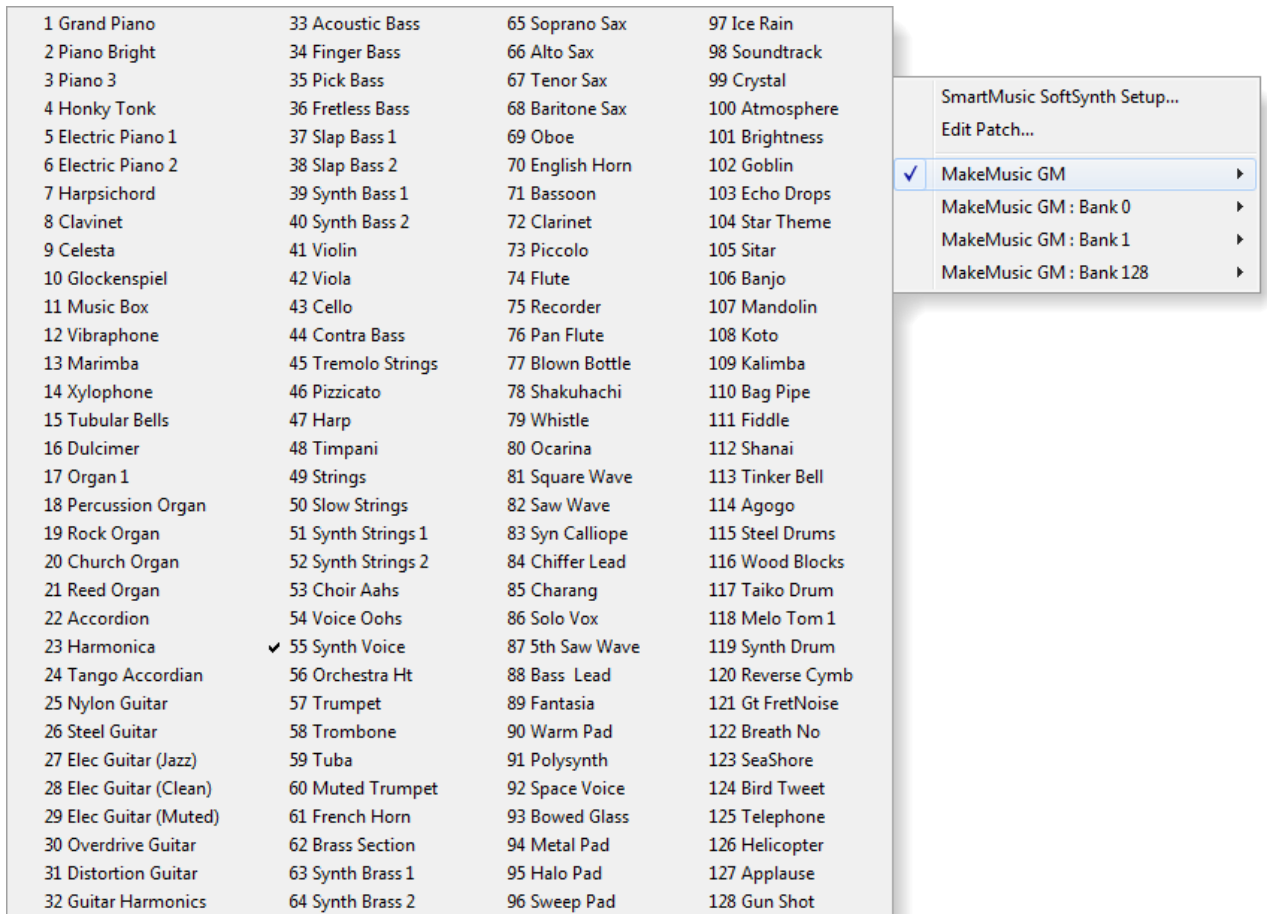 1 Grand Piano
2 Piano Bright
3 Piano 3
4 Honky Tonk
5 Electric Piano 1
6 Electric Piano 2
7 Harpsichord
8 Clavinet
9 Celesta
10 Glockenspiel
11 Music Box
12 Vibraphone
13 Marimba
14 Xylophone
15 Tubular Bells
16 Dulcimer
17 Organ 1
18 Percussion Organ
19 Rock Organ
20 Church Organ
21 Reed Organ
22 Accordion
23 Harmonica
24 Tango Accordian
25 Nylon Guitar
26 Steel Guitar
27 Elec Guitar (Jazz)
28 Elec Guitar (Clean)
29 Elec Guitar (Muted)
30 Overdrive Guitar
31 Distortion Guitar
32 Guitar Harmonics
33 Acoustic Bass
34 Finger Bass
35 Pick Bass
36 Fretless Bass
37 Slap Bass 1
38 Slap Bass 2
39 Synth Bass 1
40 Synth Bass 2
41 Violin
42 Viola
43 Cello
44 Contra Bass
45 Tremolo Strings
46 Pizzicato
47 Harp
48 Timpani
49 Strings
50 Slow Strings
51 Synth Strings 1
52 Synth Strings 2
53 Choir Aahs
54 Voice Oohs
55 Synth Voice
56 Orchestra Ht
57 Trumpet
58 Trombone
59 Tuba
60 Muted Trumpet
61 French Horn
62 Brass Section
63 Synth Brass 1
64 Synth Brass 2
65 Soprano Sax
66 Alto Sax
67 Tenor Sax
68 Baritone Sax
69 Oboe
70 English Horn
71 Bassoon
72 Clarinet
73 Piccolo
74 Flute
75 Recorder
76 Pan Flute
77 Blown Bottle
78 Shakuhachi
79 Whistle
80 Ocarina
81 Square Wave
82 Saw Wave
83 Syn Calliope
84 Chiffer Lead
85 Charang
86 Solo Vox
87 5th Saw Wave
88 Bass  Lead
89 Fantasia
90 Warm Pad
91 Polysynth
92 Space Voice
93 Bowed Glass
94 Metal Pad
95 Halo Pad
96 Sweep Pad
97 Ice Rain
98 Soundtrack
99 Crystal
100 Atmosphere
101 Brightness
102 Goblin
103 Echo Drops
104 Star Theme
105 Sitar
106 Banjo
107 Mandolin
108 Koto
109 Kalimba
110 Bag Pipe
111 Fiddle
112 Shanai
113 Tinker Bell
114 Agogo
115 Steel Drums
116 Wood Blocks
117 Taiko Drum
118 Melo Tom 1
119 Synth Drum
120 Reverse Cymb
121 Gt FretNoise
122 Breath No
123 SeaShore
124 Bird Tweet
125 Telephone
126 Helicopter
127 Applause
128 Gun Shot
SmartMusic SoftSynth Setup...
Edit Patch...
MakeMusic GM
MakeMusic GM : Bank 0
MakeMusic GM : Bank 1
MakeMusic GM : Bank 128